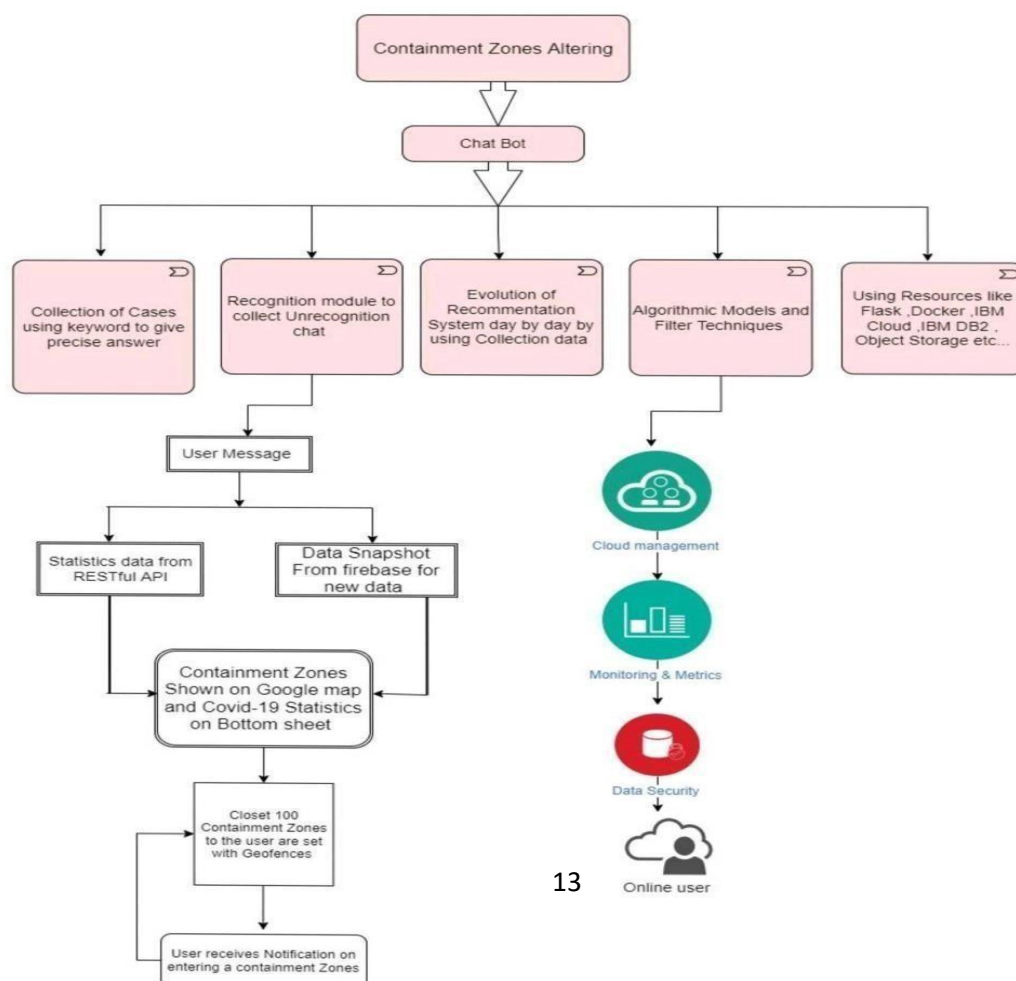 Containment Zones Altering
Chat Bot
Collection of Cases
using keyword to give
precise answer
Recognition module to
collect Unrecognition
chat
Evolution of
Recommentation
System day by day by
using Collection data
Algorithmic Models and
Filter Techniques
Using Resources like
Flask ,Docker ,IBM
Cloud ,IBM DB2 ,
Object Storage etc...
User Message
Statistics data from
RESTful API
Data Snapshot
From firebase for
new data
Containment Zones
Shown on Google map
and Covid-19 Statistics
on Bottom sheet
Closet 100
Containment Zones
to the user are set
with Geofences
User receives Notification on
entering a containment Zones
Cloud management
Monitoring & Metrics
Data Security
Online user
13